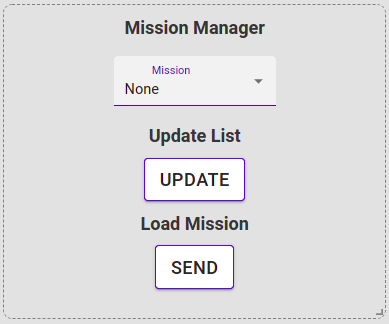 Mission Manager
Mission
None
Update List
UPDATE
Load Mission
SEND